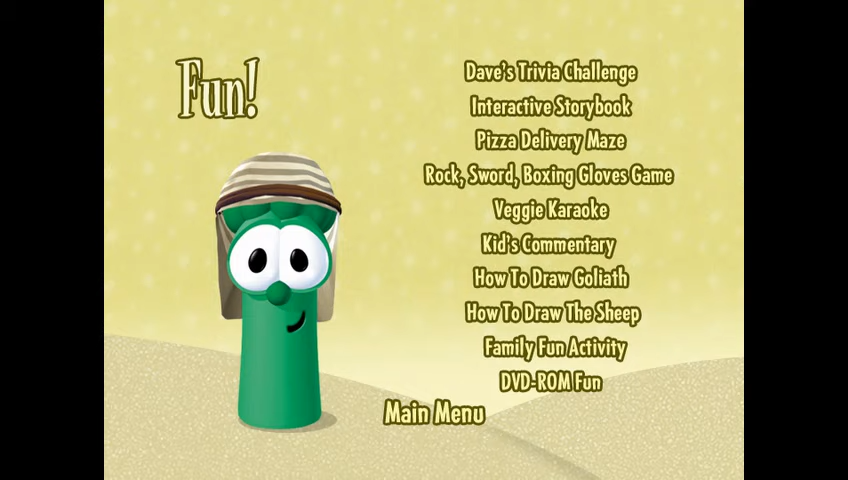 Fun!
Dave's Trivia Challenge
Interactive Storybook
Pizza Delivery Maze
Rock, Sword, Boxing Gloves Game
Veggie Karaoke
Kid's Commentary
How To Draw Goliath
How To Draw The Sheep
Family Fun Activity
DVD-ROM Fun
Main Menu